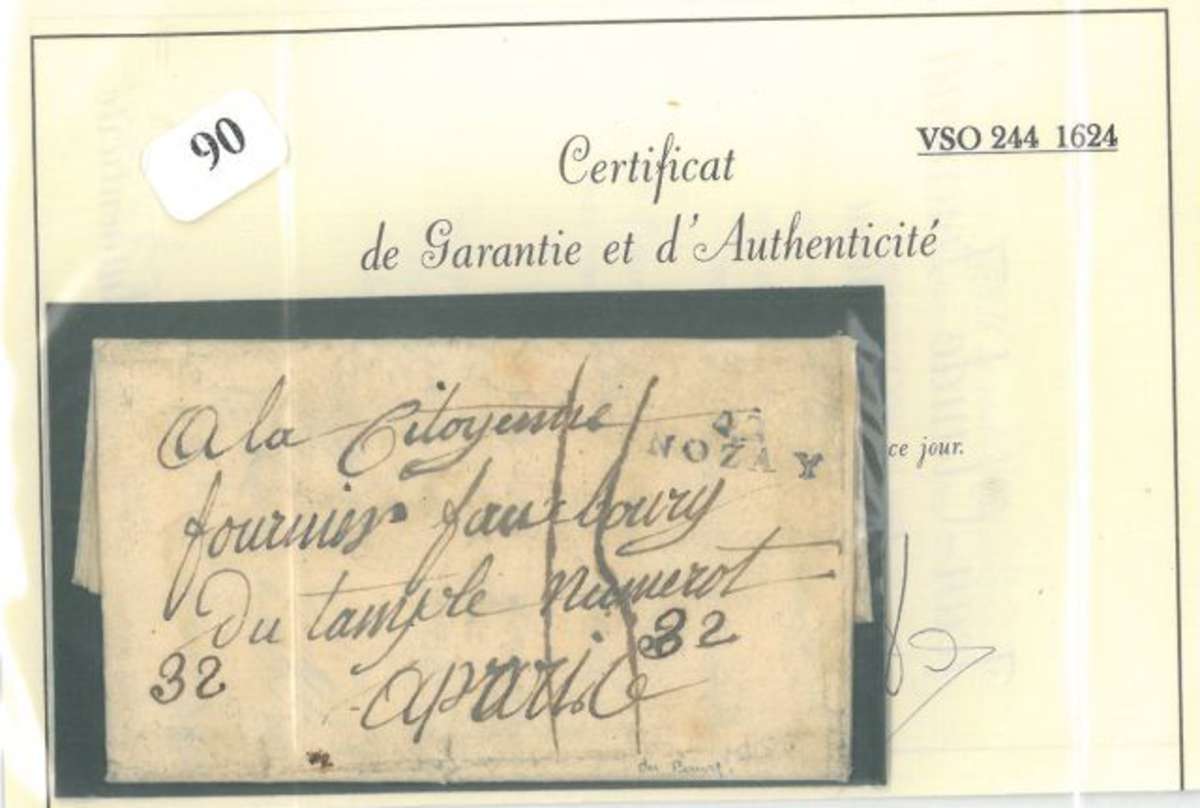 90
VSO 244 1624
Certificat
de Garantie et d'Authenticité
ce jour.
A la Citoyenne
NOZAY
fournier faux bourg
Du tample Numerot
32
32
a paris